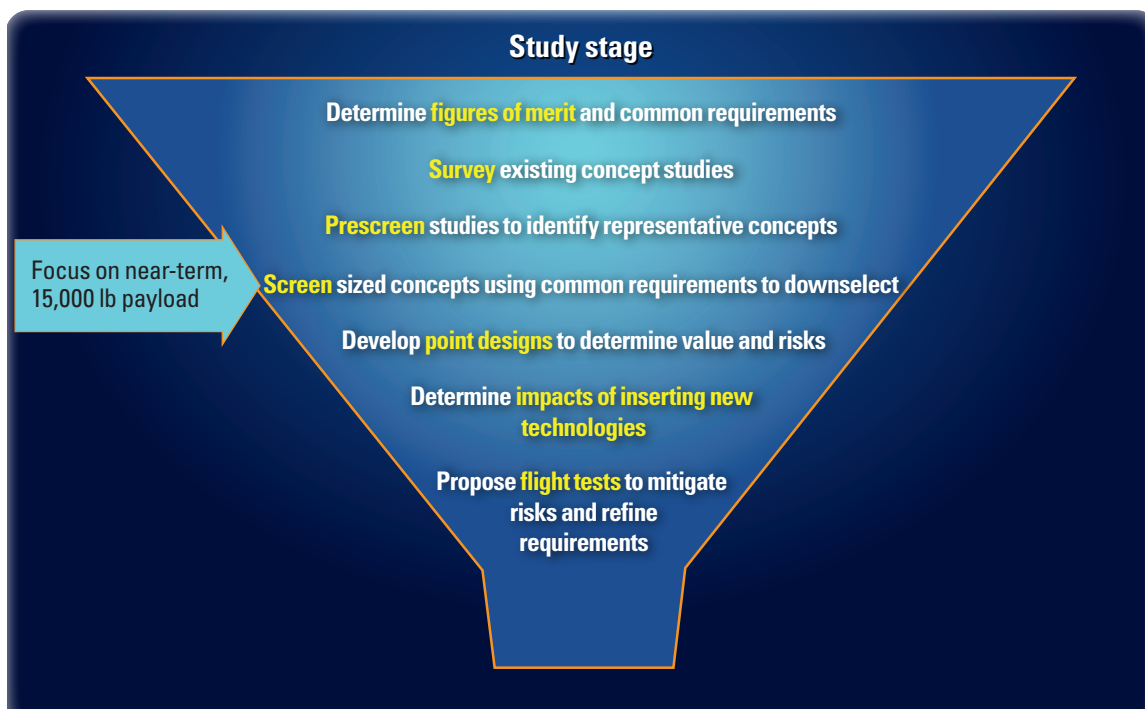 Study stage
Determine figures of merit and common requirements
Survey existing concept studies
Prescreen studies to identify representative concepts
Focus on near-term,
15,000 lb payload
Screen sized concepts using common requirements to downselect
Develop point designs to determine value and risks
Determine impacts of inserting new
technologies
Propose flight tests to mitigate
risks and refine
requirements